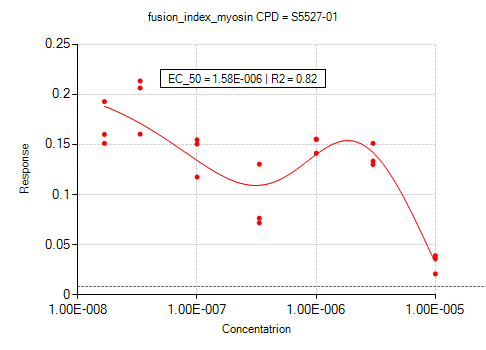 fusion_index_myosin CPD = S5527-01
0.25
EC_50 = 1.58E-006 | R2 = 0.82
0.2
0.15
Response
0.1
0.05
0
1.00E-008 1.00E-007 1.00E-006 1.00E-005
Concentatrion